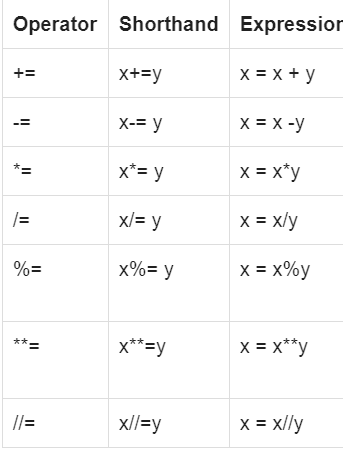 Operator Shorthand Expression
+= x+=y x = x + y
-= x-= y x = x -y
*= x*= y x = x*y
/= x/= y x = x/y
%= x%= y x = x%y
**= x**=y x = x**y
//= x//=y x = x//y